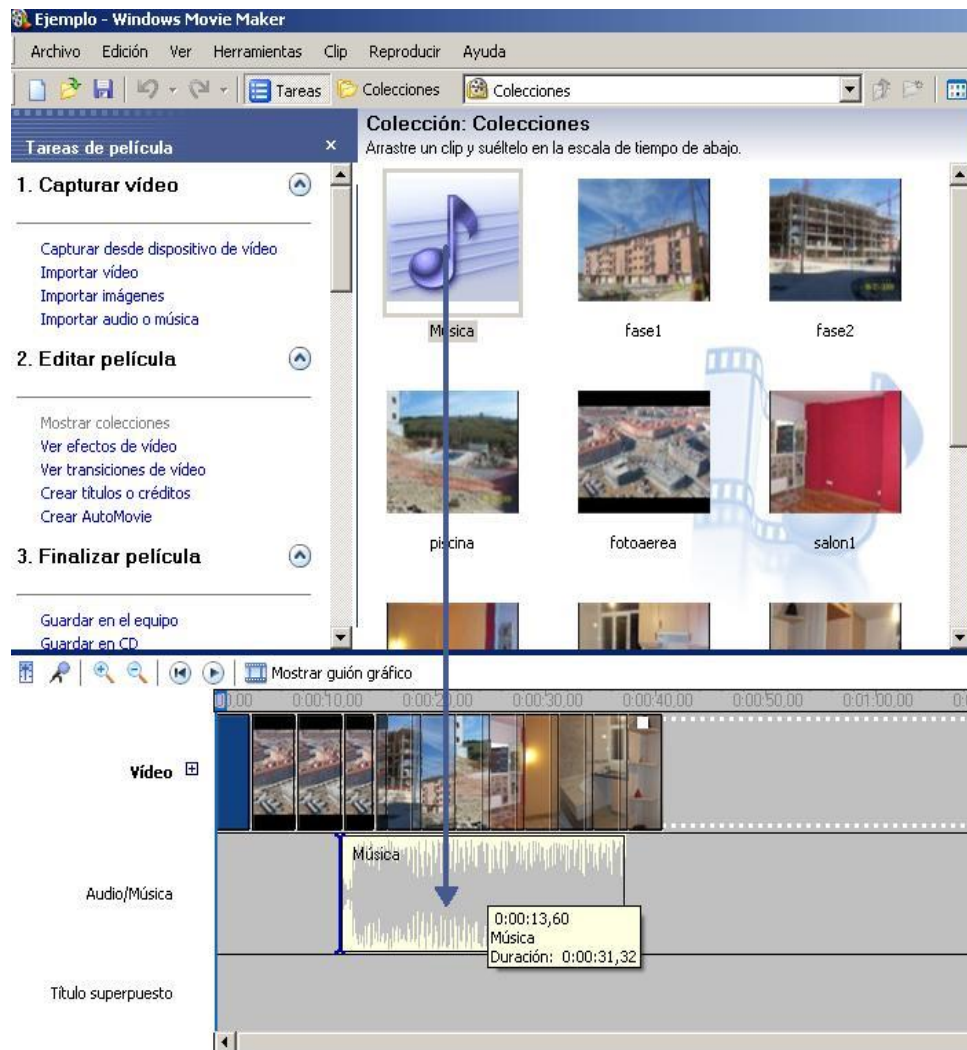 Ejemplo - Windows Movie Maker
Archivo Edición Ver Herramientas Clip Reproducir Ayuda
Tareas Colecciones Colecciones
Tareas de película
Colección: Colecciones
Arrastre un clip y suéltelo en la escala de tiempo de abajo.
1. Capturar vídeo
Capturar desde dispositivo de vídeo
Importar vídeo
Importar imágenes
Importar audio o música
2. Editar película
Mostrar colecciones
Ver efectos de vídeo
Ver transiciones de vídeo
Crear títulos o créditos
Crear AutoMovie
3. Finalizar película
Guardar en el equipo
Guardar en CD
Música fase1 fase2
piscina fotoaerea salon1
Mostrar guión gráfico
0:00:10,00 0:00:20,00 0:00:30,00 0:00:40,00 0:00:50,00 0:01:00,00
Vídeo
Audio/Música
Música
0:00:13,60
Música
Duración: 0:00:31,32
Título superpuesto